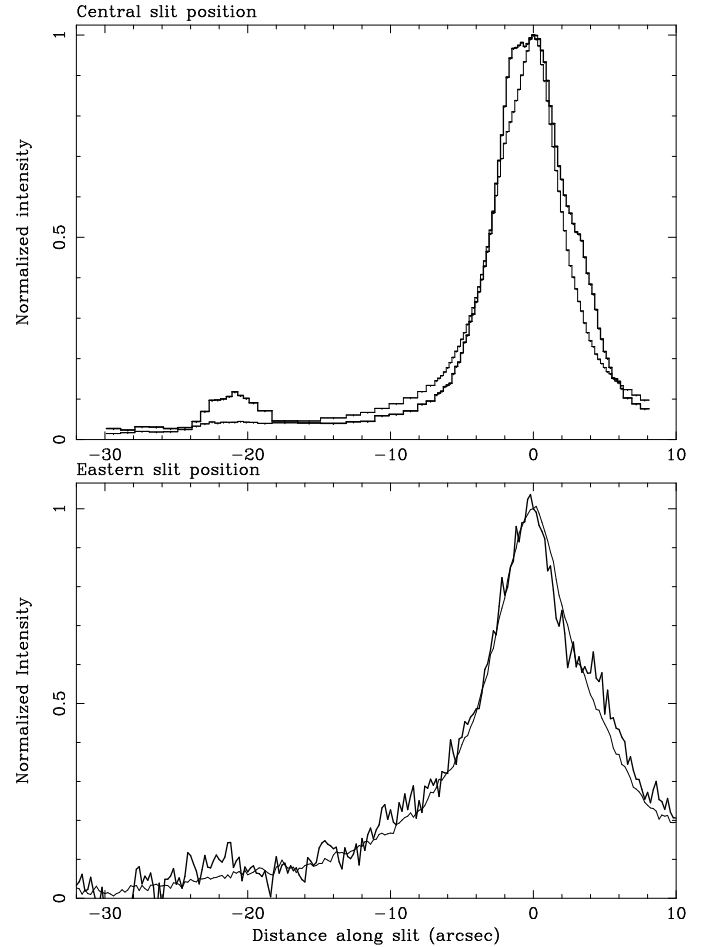 Central slit position
1
0.5
0
Normalized intensity
−30 −20 −10 0 10
Eastern slit position
1
0.5
0
Normalized Intensity
−30 −20 −10 0 10
Distance along slit (arcsec)